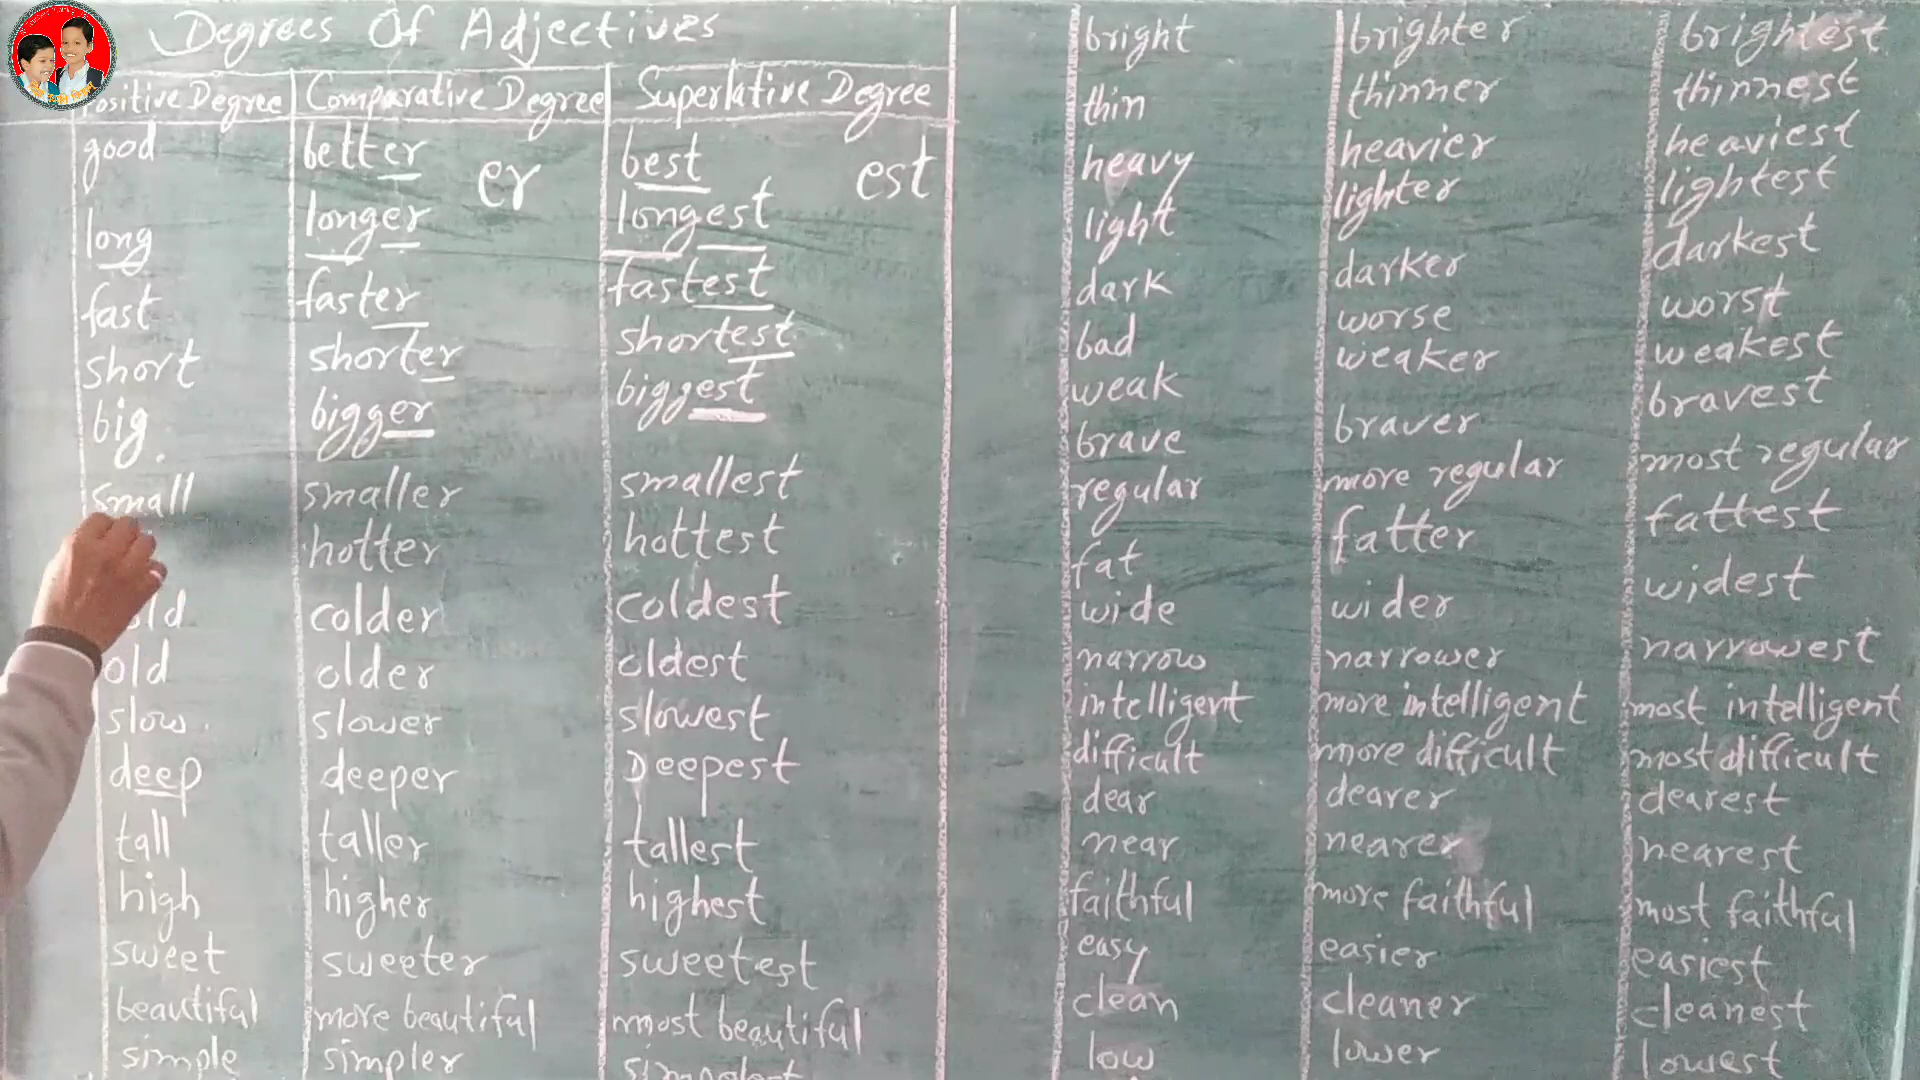 Degrees Of Adjectives
Positive Degree Comparative Degree Superlative Degree
good better er best est
long longer longest
fast faster fastest
short shorter shortest
big. bigger biggest
small smaller smallest
hotter hottest
colder coldest
old older oldest
slow. slower slowest
deep deeper Deepest
tall taller tallest
high higher highest
sweet sweeter sweetest
beautiful more beautiful most beautiful
simple simpler
bright brighter brightest
thin thinner thinnest
heavy heavier heaviest
light lighter lightest
dark darker darkest
bad worse worst
weak weaker weakest
brave braver bravest
regular more regular most regular
fat fatter fattest
wide wider widest
narrow narrower narrowest
intelligent more intelligent most intelligent
difficult more difficult most difficult
dear dearer dearest
near nearer nearest
faithful more faithful most faithful
easy easier easiest
clean cleaner cleanest
low lower lowest